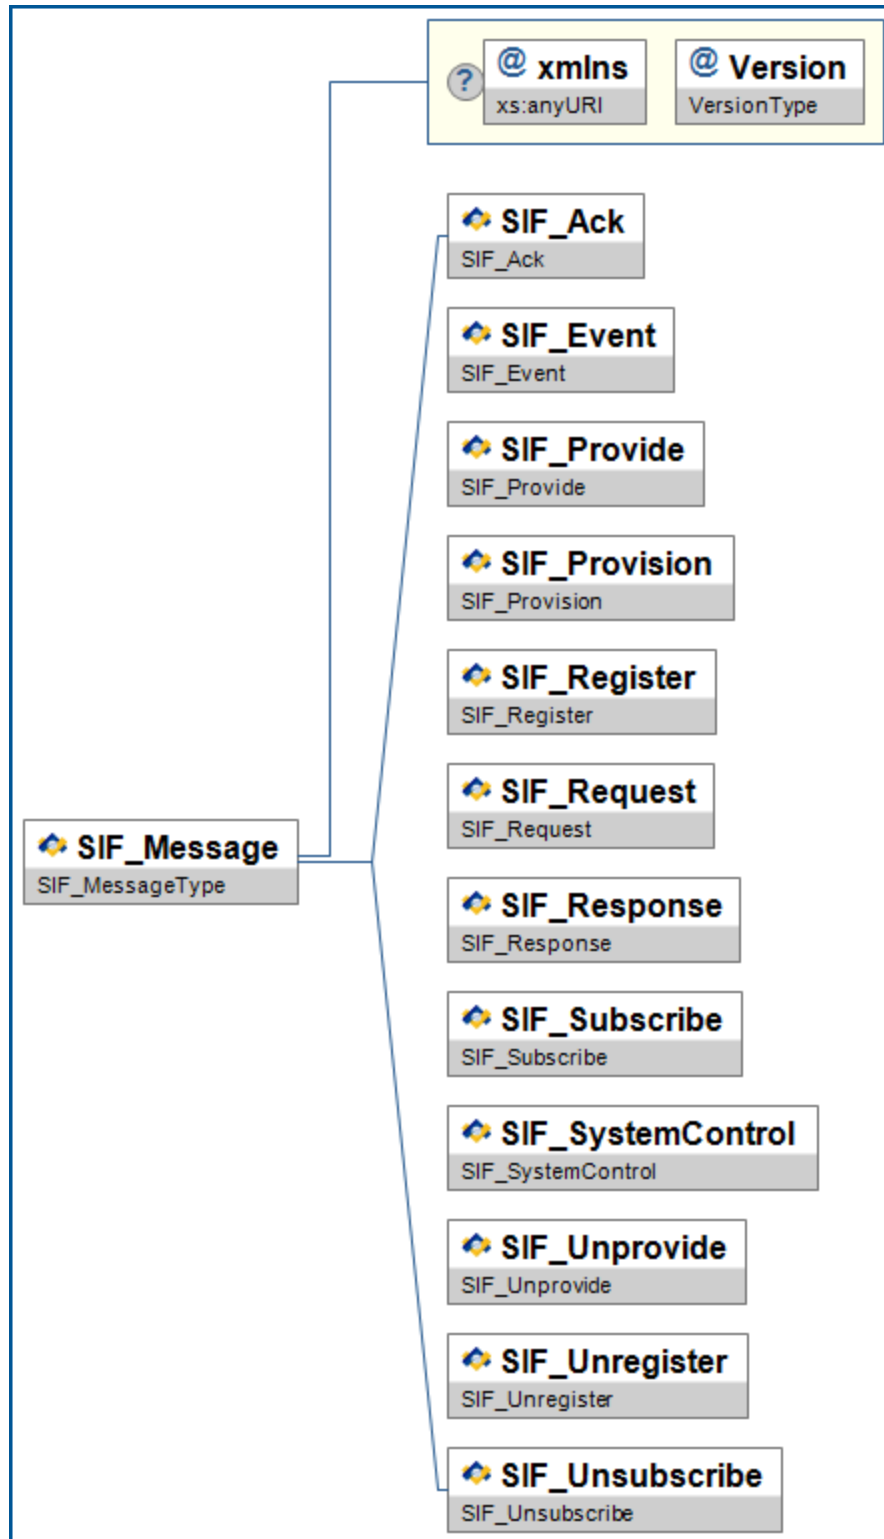 @ xmlns
@ Version
?
xs:anyURI
VersionType
SIF_Ack
SIF_Ack
SIF_Event
SIF_Event
SIF_Provide
SIF_Provide
SIF_Provision
SIF_Provision
SIF_Register
SIF_Register
SIF_Request
SIF_Request
SIF_Message
SIF_MessageType
SIF_Response
SIF_Response
SIF_Subscribe
SIF_Subscribe
SIF_SystemControl
SIF_SystemControl
SIF_Unprovide
SIF_Unprovide
SIF_Unregister
SIF_Unregister
SIF_Unsubscribe
SIF_Unsubscribe